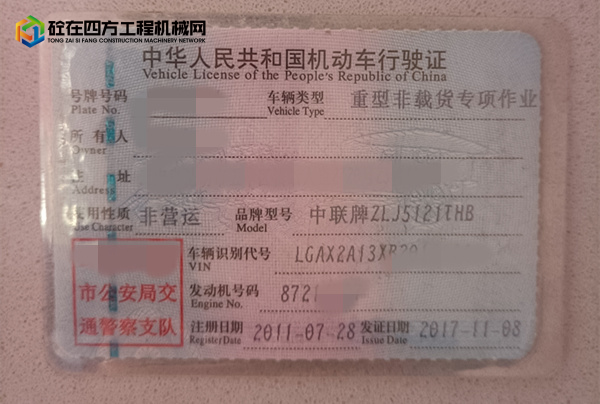 砼在四方工程机械网
TONG ZAI SI FANG CONSTRUCTION MACHINERY NETWORK
中华人民共和国机动车行驶证
Vehicle License of the People's Republic of China
号牌号码 车辆类型 重型非载货专项作业
Plate No. Vehicle Type
所有人
Owner
住址
Address
使用性质 非营运 品牌型号 中联牌ZLJ5121THB
Use Character Model
车辆识别代号 LGAX2A13X
VIN
市公安局交
通警察支队
发动机号码 872
Engine No.
注册日期 2011-07-28 发证日期 2017-11-08
Register Date Issue Date